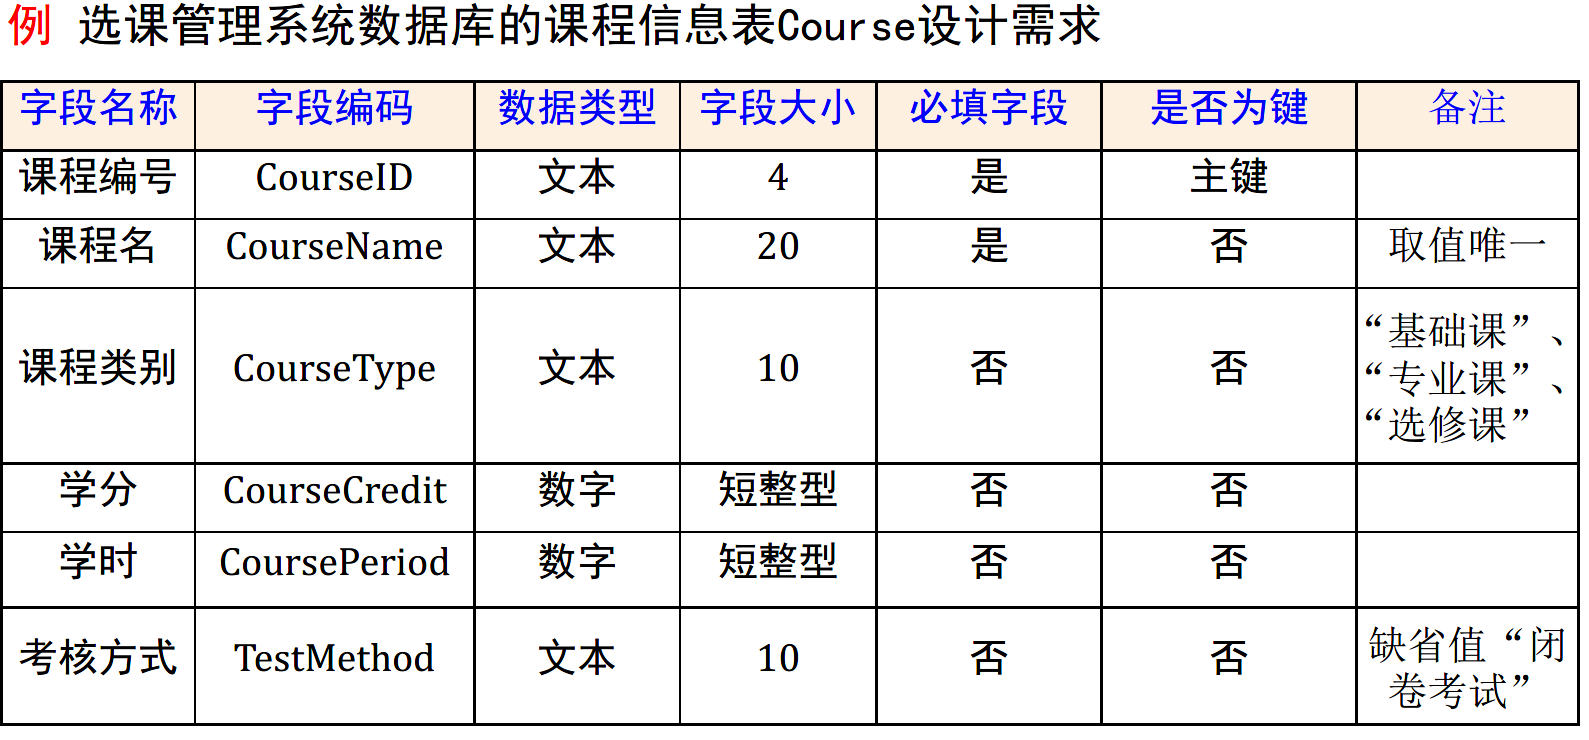 例 选课管理系统数据库的课程信息表Course设计需求
字段名称 字段编码 数据类型 字段大小 必填字段 是否为键 备注
课程编号 CourseID 文本 4 是 主键
课程名 CourseName 文本 20 是 否 取值唯一
课程类别 CourseType 文本 10 否 否 “基础课”、
“专业课”、
“选修课”
学分 CourseCredit 数字 短整型 否 否
学时 CoursePeriod 数字 短整型 否 否
考核方式 TestMethod 文本 10 否 否 缺省值“闭
卷考试”